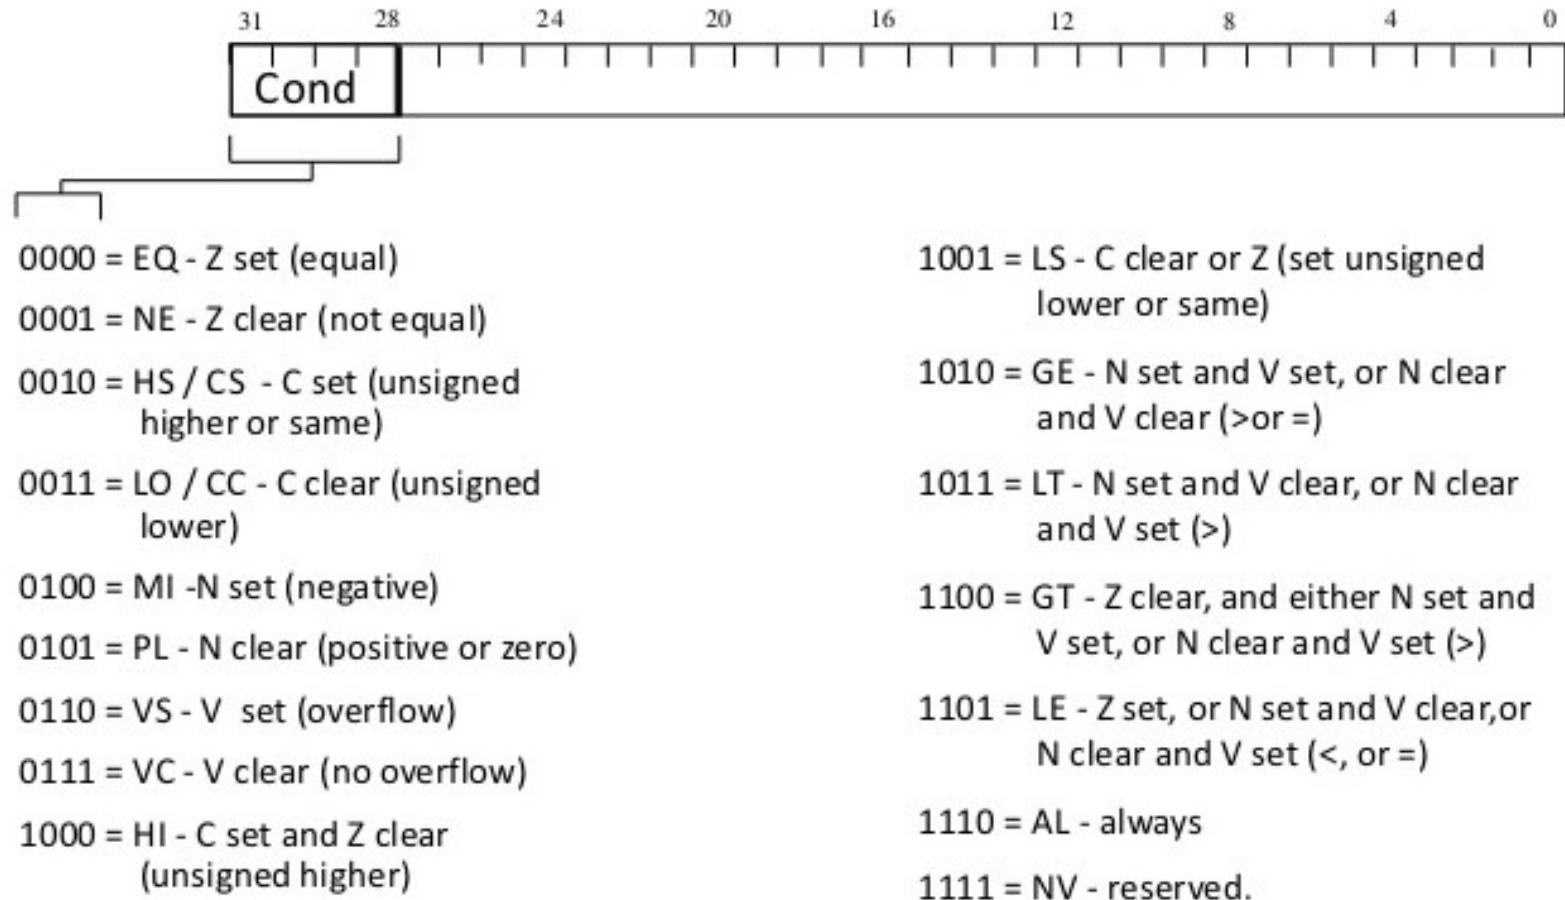 31 28 24 20 16 12 8 4 0
Cond
0000 = EQ - Z set (equal)
0001 = NE - Z clear (not equal)
0010 = HS / CS - C set (unsigned
higher or same)
0011 = LO / CC - C clear (unsigned
lower)
0100 = MI -N set (negative)
0101 = PL - N clear (positive or zero)
0110 = VS - V set (overflow)
0111 = VC - V clear (no overflow)
1000 = HI - C set and Z clear
(unsigned higher)
1001 = LS - C clear or Z (set unsigned
lower or same)
1010 = GE - N set and V set, or N clear
and V clear (>or =)
1011 = LT - N set and V clear, or N clear
and V set (>)
1100 = GT - Z clear, and either N set and
V set, or N clear and V set (>)
1101 = LE - Z set, or N set and V clear,or
N clear and V set (<, or =)
1110 = AL - always
1111 = NV - reserved.